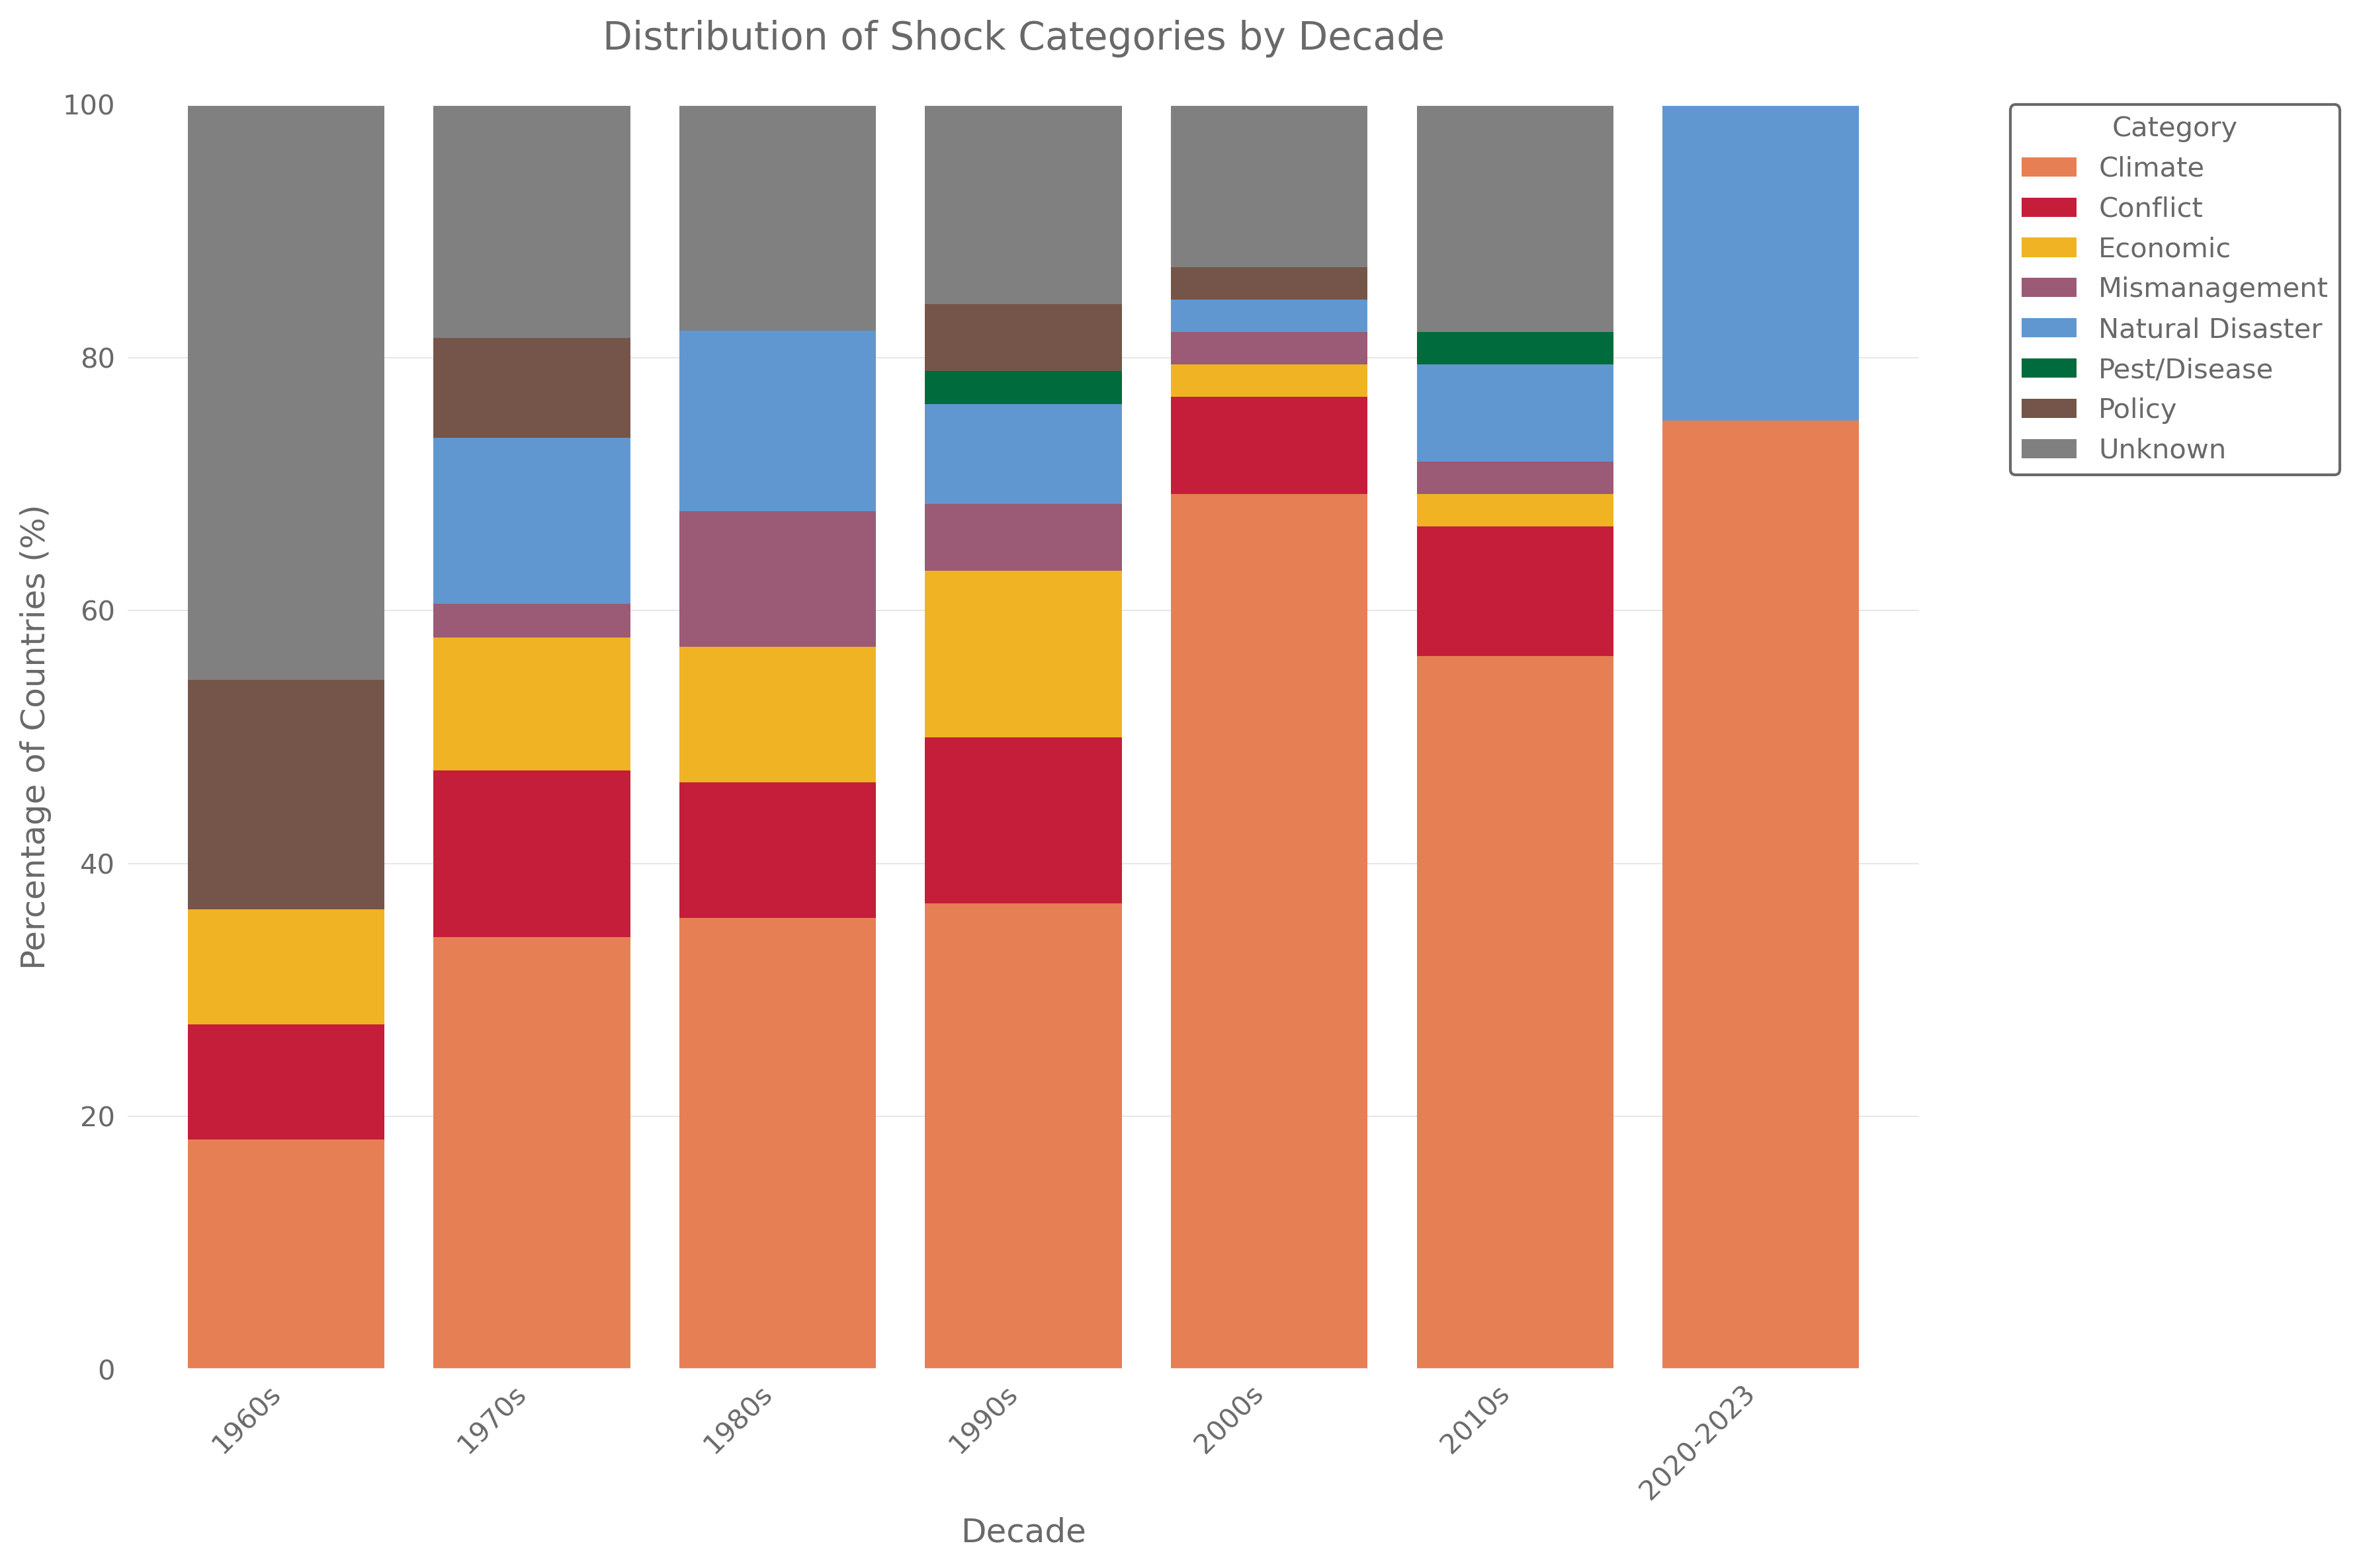 Distribution of Shock Categories by Decade
Percentage of Countries (%)
100
80
60
40
20
0
1960s
1970s
1980s
1990s
2000s
2010s
2020-2023
Decade
Category
Climate
Conflict
Economic
Mismanagement
Natural Disaster
Pest/Disease
Policy
Unknown